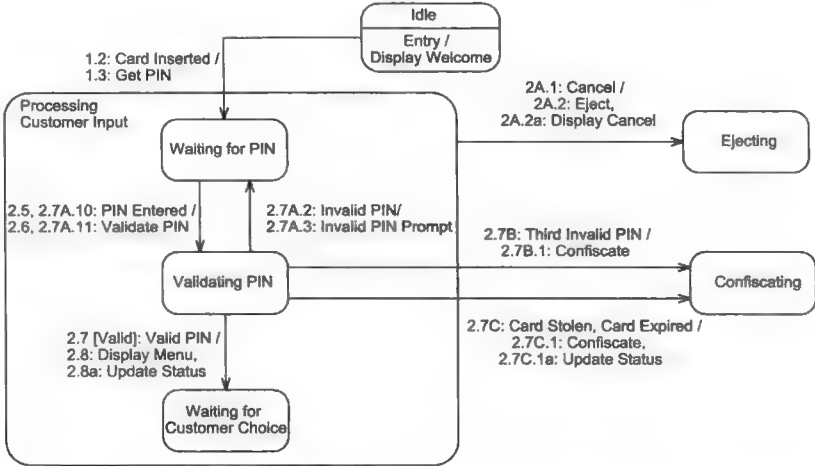 Idle
Entry /
Display Welcome
1.2: Card Inserted /
1.3: Get PIN
Processing
Customer Input
2A.1: Cancel /
2A.2: Eject,
2A.2a: Display Cancel
Waiting for PIN
Ejecting
2.5, 2.7A.10: PIN Entered /
2.6, 2.7A.11: Validate PIN
2.7A.2: Invalid PIN/
2.7A.3: Invalid PIN Prompt
2.7B: Third Invalid PIN /
2.7B.1: Confiscate
Validating PIN
Confiscating
2.7 [Valid]: Valid PIN /
2.8: Display Menu,
2.8a: Update Status
2.7C: Card Stolen, Card Expired /
2.7C.1: Confiscate,
2.7C.1a: Update Status
Waiting for
Customer Choice